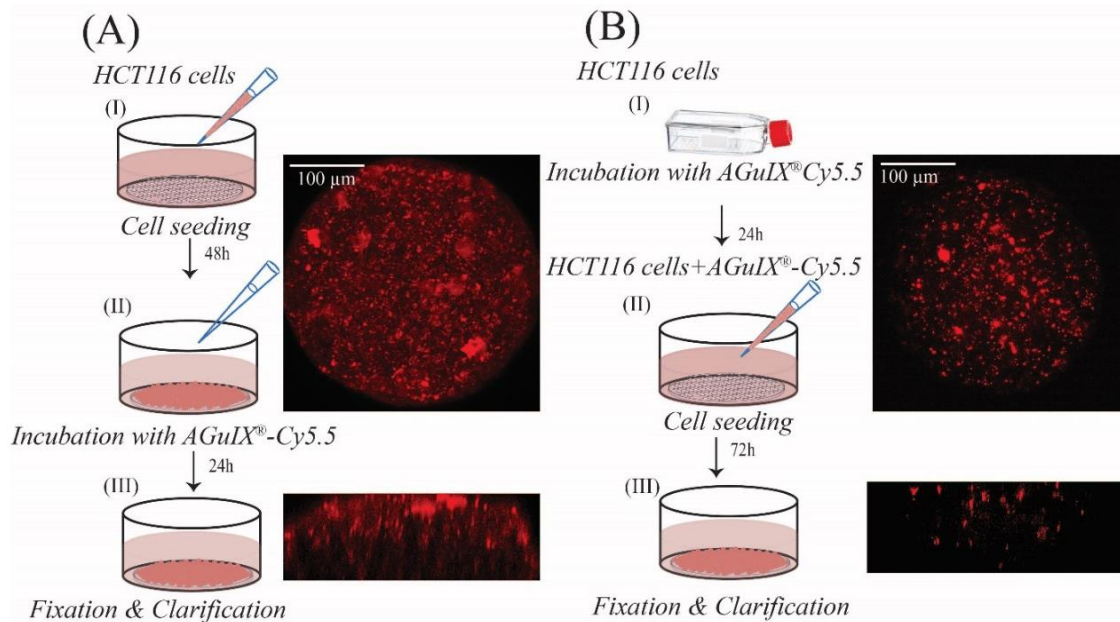 (A)
HCT116 cells
(I)
100 µm
Cell seeding
48h
(II)
Incubation with AGuIX®-Cy5.5
24h
(III)
Fixation & Clarification
(B)
HCT116 cells
(I)
Incubation with AGuIX®Cy5.5
100 µm
24h
HCT116 cells+AGuIX®-Cy5.5
(II)
Cell seeding
72h
(III)
Fixation & Clarification